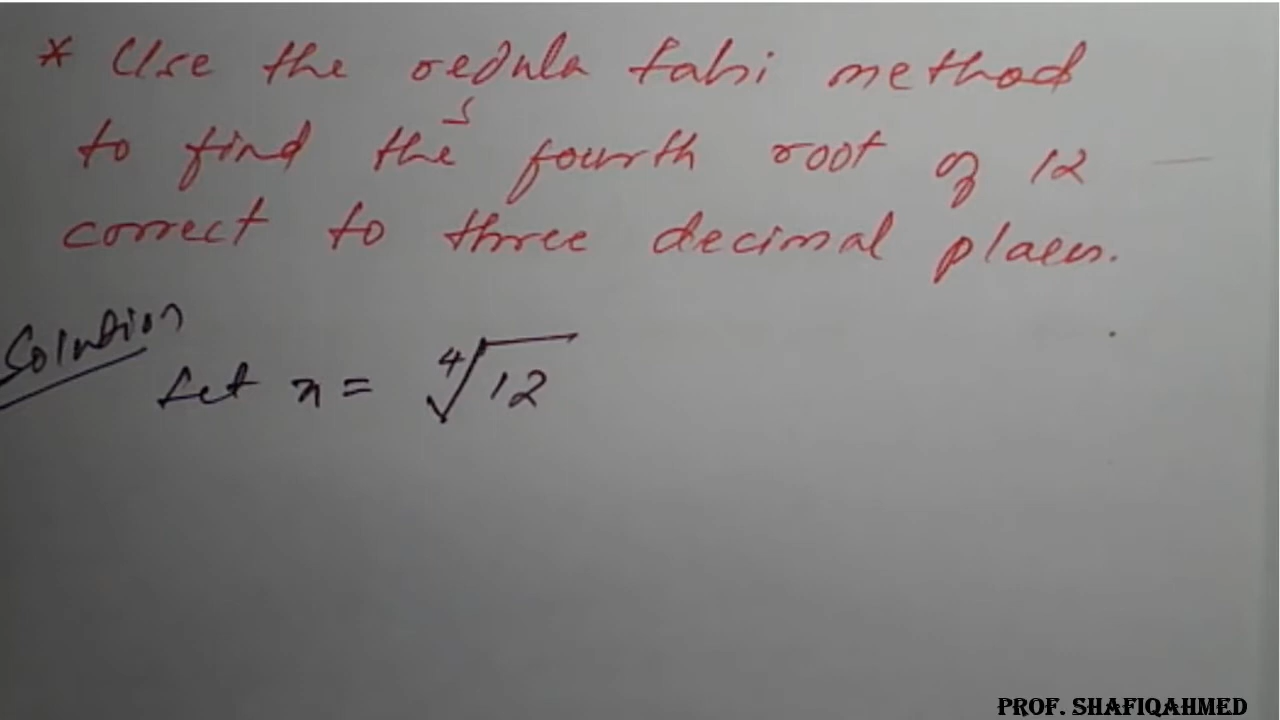 * Use the regula falsi method
to find the fourth root of 12
correct to three decimal places.
Solution
Let x = ∜12
PROF. SHAFIQAHMED